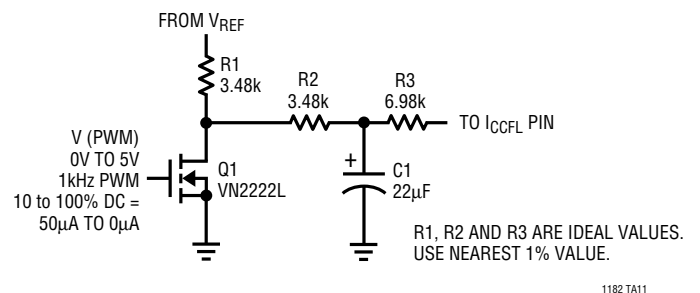 FROM VREF
R1
3.48k
R2
3.48k
R3
6.98k
TO ICCFL PIN
V (PWM)
0V TO 5V
1kHz PWM
10 to 100% DC =
50µA TO 0µA
Q1
VN2222L
+
C1
22µF
R1, R2 AND R3 ARE IDEAL VALUES.
USE NEAREST 1% VALUE.
1182 TA11